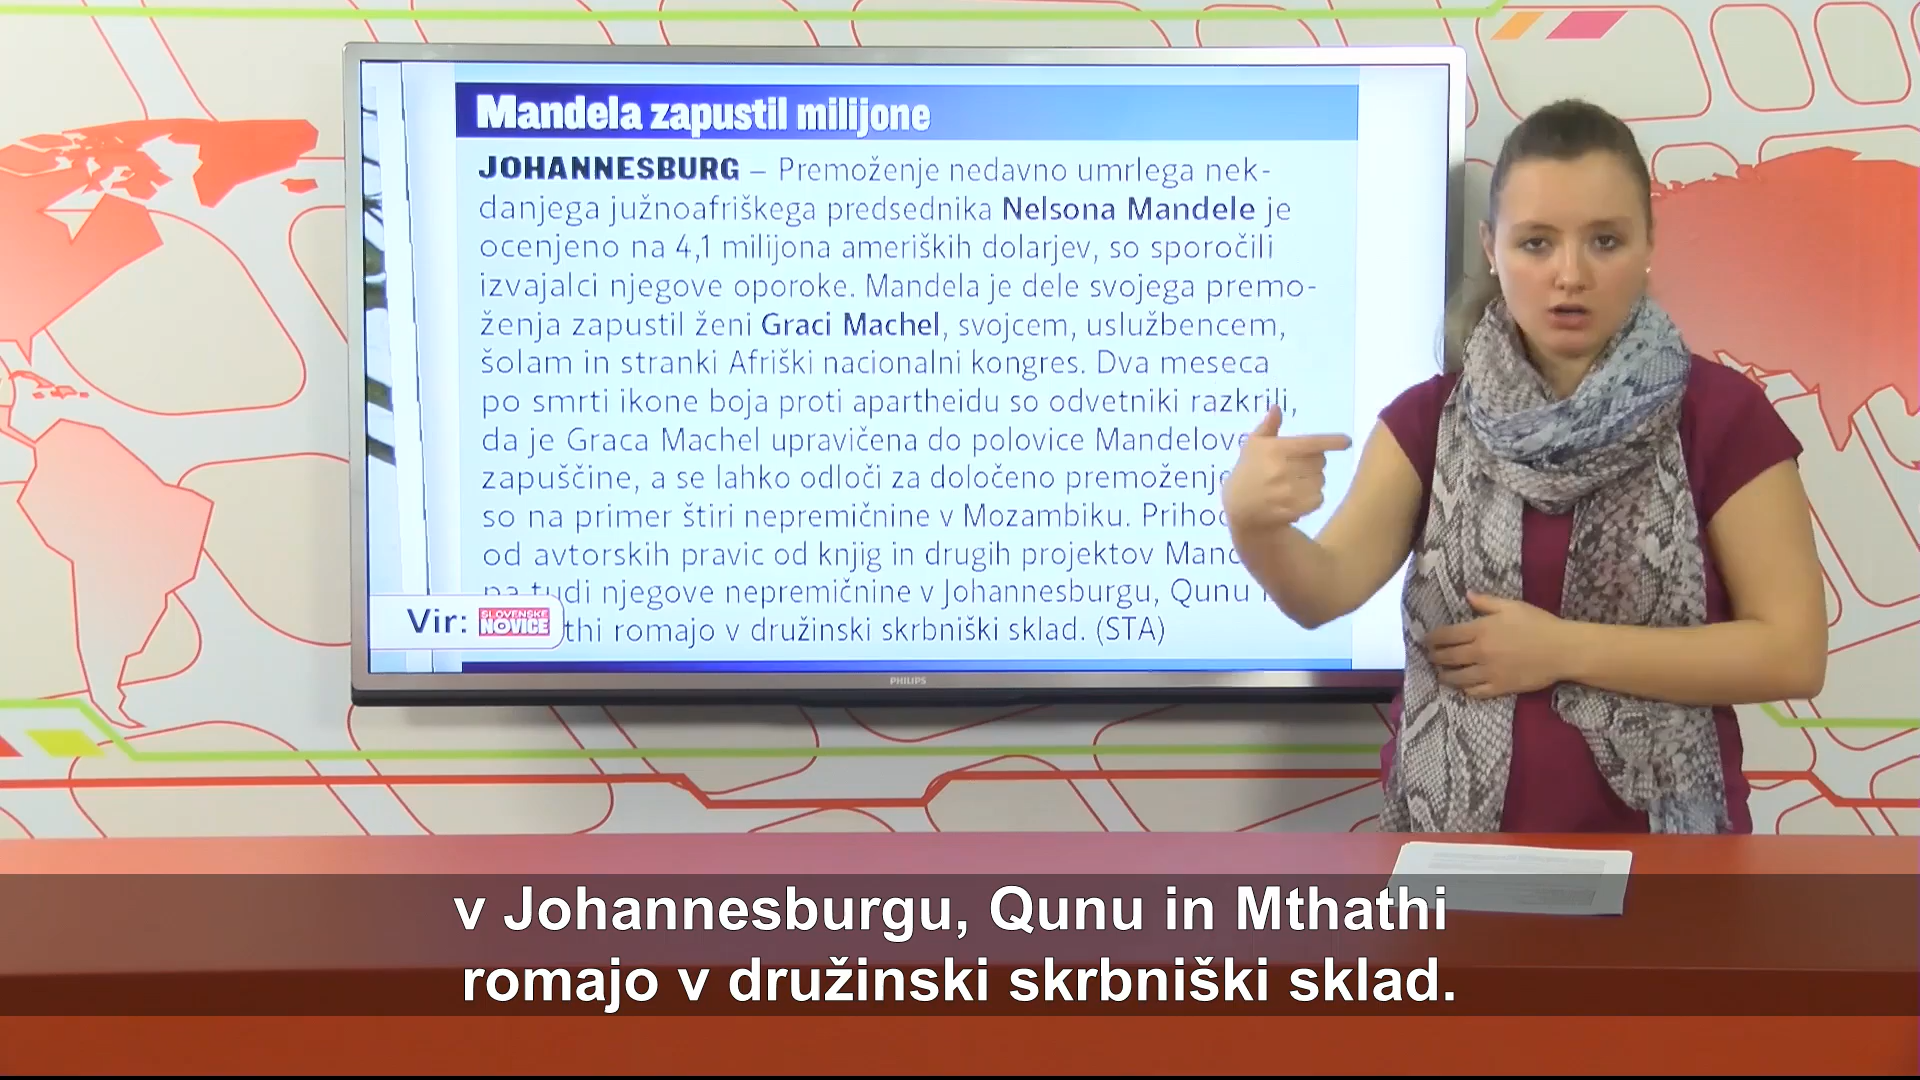 Mandela zapustil milijone
JOHANNESBURG – Premoženje nedavno umrlega nek-
danjega južnoafriškega predsednika Nelsona Mandele je
ocenjeno na 4,1 milijona ameriških dolarjev, so sporočili
izvajalci njegove oporoke. Mandela je dele svojega premo-
ženja zapustil ženi Graci Machel, svojcem, uslužbencem,
šolam in stranki Afriški nacionalni kongres. Dva meseca
po smrti ikone boja proti apartheidu so odvetniki razkrili,
da je Graca Machel upravičena do polovice Mandelove
zapuščine, a se lahko odloči za določeno premoženje
so na primer štiri nepremičnine v Mozambiku.
od avtorskih pravic od knjig in drugih projektov
pa tudi njegove nepremičnine v Johannesburgu, Qunu
romajo v družinski skrbniški sklad. (STA)
Vir: SLOVENSKE NOVICE
PHILIPS
v Johannesburgu, Qunu in Mthathi
romajo v družinski skrbniški sklad.